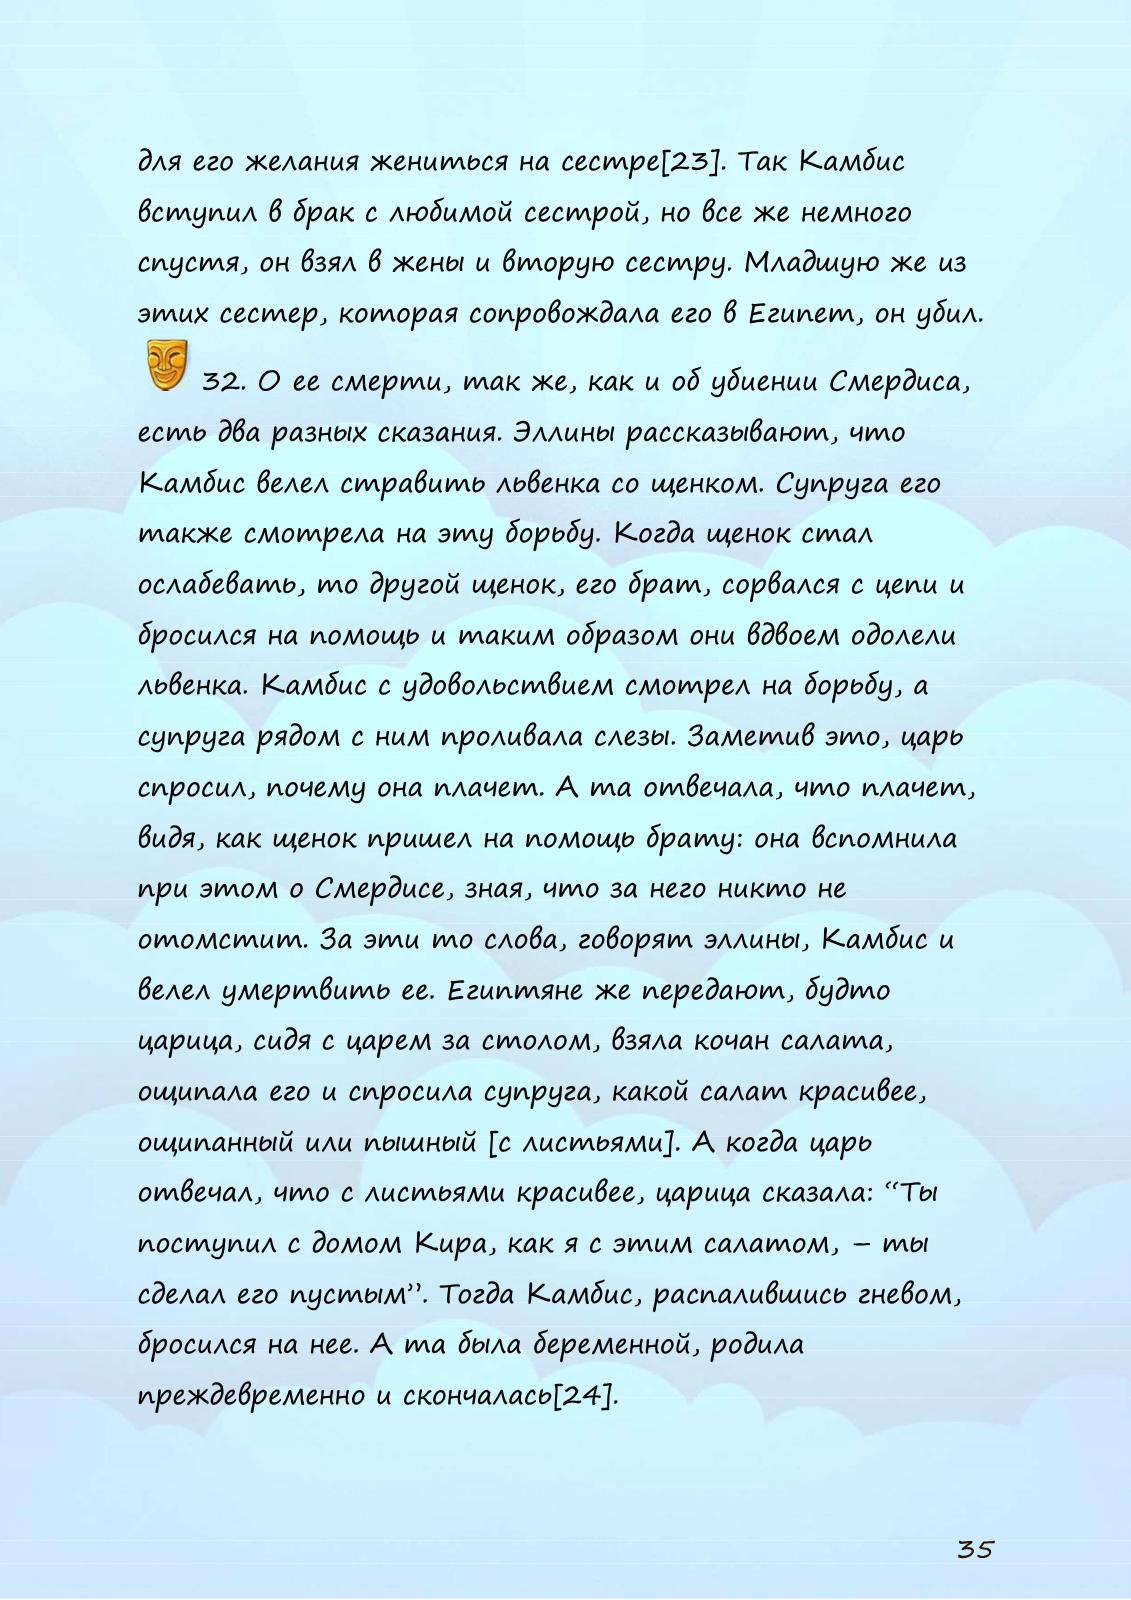 для его желания жениться на сестре[23]. Так Камбис
вступил в брак с любимой сестрой, но все же немного
спустя, он взял в жены и вторую сестру. Младшую же из
этих сестер, которая сопровождала его в Египет, он убил.
32. О ее смерти, так же, как и об убиении Смердиса,
есть два разных сказания. Эллины рассказывают, что
Камбис велел стравить львенка со щенком. Супруга его
также смотрела на эту борьбу. Когда щенок стал
ослабевать, то другой щенок, его брат, сорвался с цепи и
бросился на помощь и таким образом они вдвоем одолели
львенка. Камбис с удовольствием смотрел на борьбу, а
супруга рядом с ним проливала слезы. Заметив это, царь
спросил, почему она плачет. А та отвечала, что плачет,
видя, как щенок пришел на помощь брату: она вспомнила
при этом о Смердисе, зная, что за него никто не
отомстит. За эти то слова, говорят эллины, Камбис и
велел умертвить ее. Египтяне же передают, будто
царица, сидя с царем за столом, взяла кочан салата,
ощипала его и спросила супруга, какой салат красивее,
ощипанный или пышный [с листьями]. А когда царь
отвечал, что с листьями красивее, царица сказала: “Ты
поступил с домом Кира, как я с этим салатом, – ты
сделал его пустым”. Тогда Камбис, распалившись гневом,
бросился на нее. А та была беременной, родила
преждевременно и скончалась[24].
35